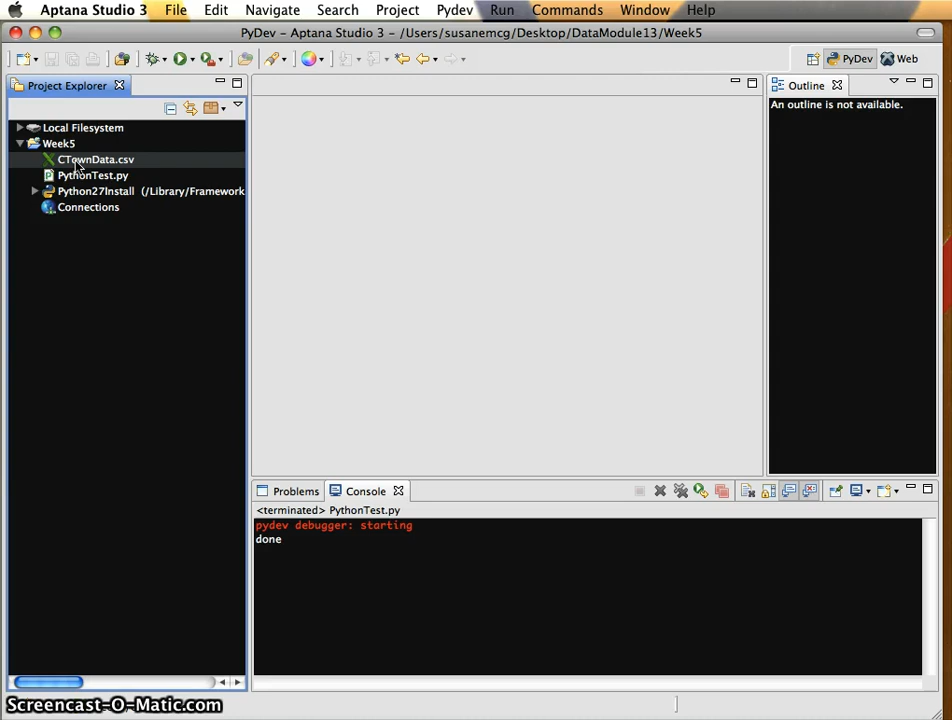 Aptana Studio 3 File Edit Navigate Search Project Pydev Run Commands Window Help
PyDev - Aptana Studio 3 - /Users/susanemcg/Desktop/DataModule13/Week5
PyDev Web
Project Explorer
Outline
An outline is not available.
Local Filesystem
Week5
CTownData.csv
PythonTest.py
Python27Install (/Library/Framework
Connections
Problems Console
<terminated> PythonTest.py
pydev debugger: starting
done
Screencast-O-Matic.com